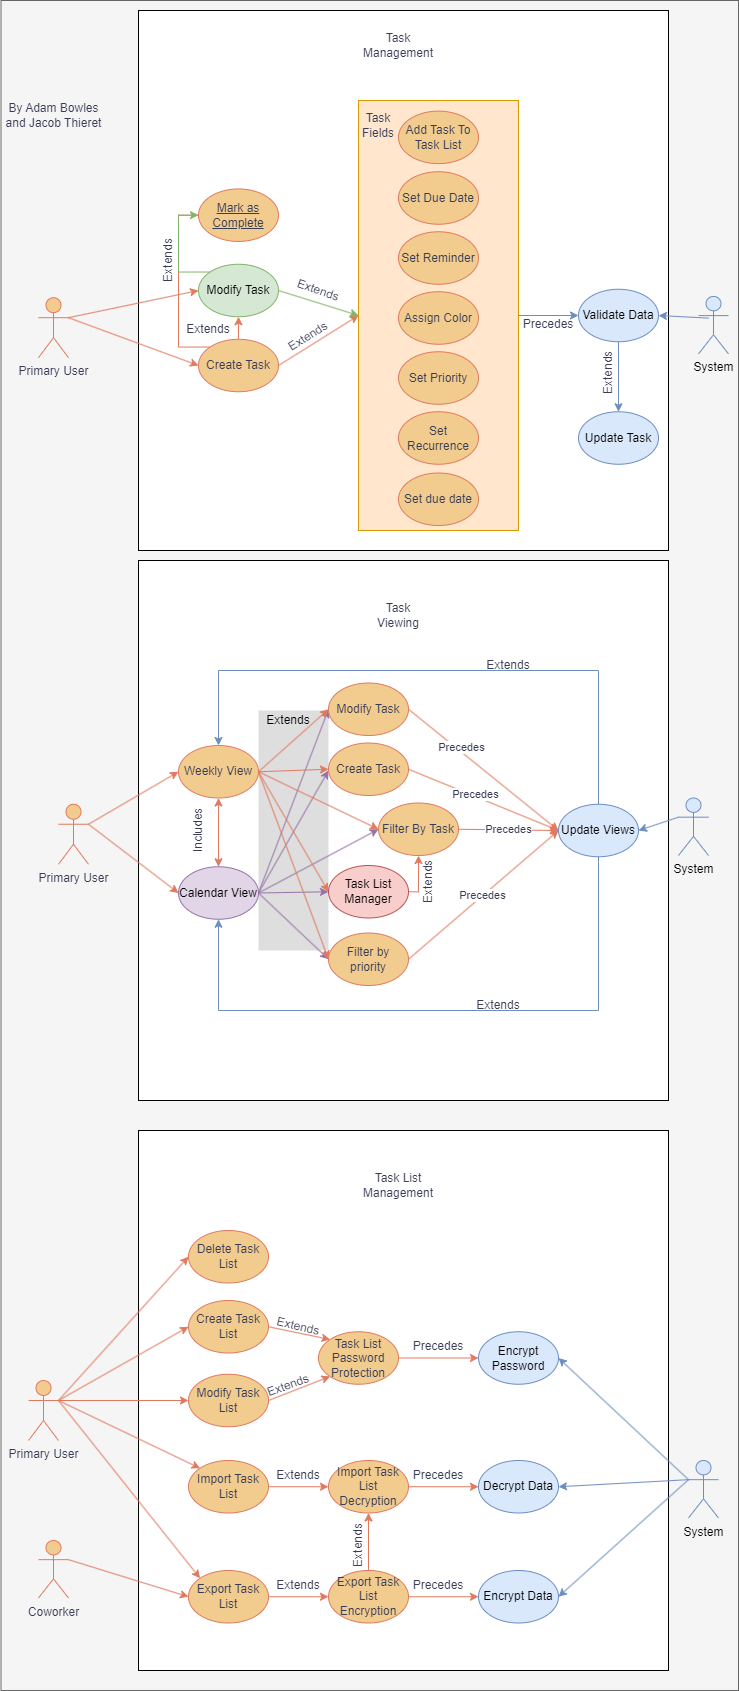 Task
Management
By Adam Bowles
and Jacob Thieret
Task
Fields
Add Task To
Task List
Set Due Date
Set Reminder
Assign Color
Set Priority
Set
Recurrence
Set due date
Mark as
Complete
Extends
Modify Task
Extends
Extends
Extends
Create Task
Primary User
Precedes
Validate Data
Extends
Update Task
System
Task
Viewing
Extends
Extends
Modify Task
Precedes
Weekly View
Create Task
Precedes
Includes
Filter By Task
Precedes
Update Views
Primary User
System
Calendar View
Task List
Manager
Extends
Precedes
Filter by
priority
Extends
Task List
Management
Delete Task
List
Create Task
List
Extends
Task List
Password
Protection
Precedes
Encrypt
Password
Modify Task
List
Extends
Primary User
Import Task
List
Extends
Import Task
List
Decryption
Precedes
Decrypt Data
System
Extends
Coworker
Export Task
List
Extends
Export Task
List
Encryption
Precedes
Encrypt Data